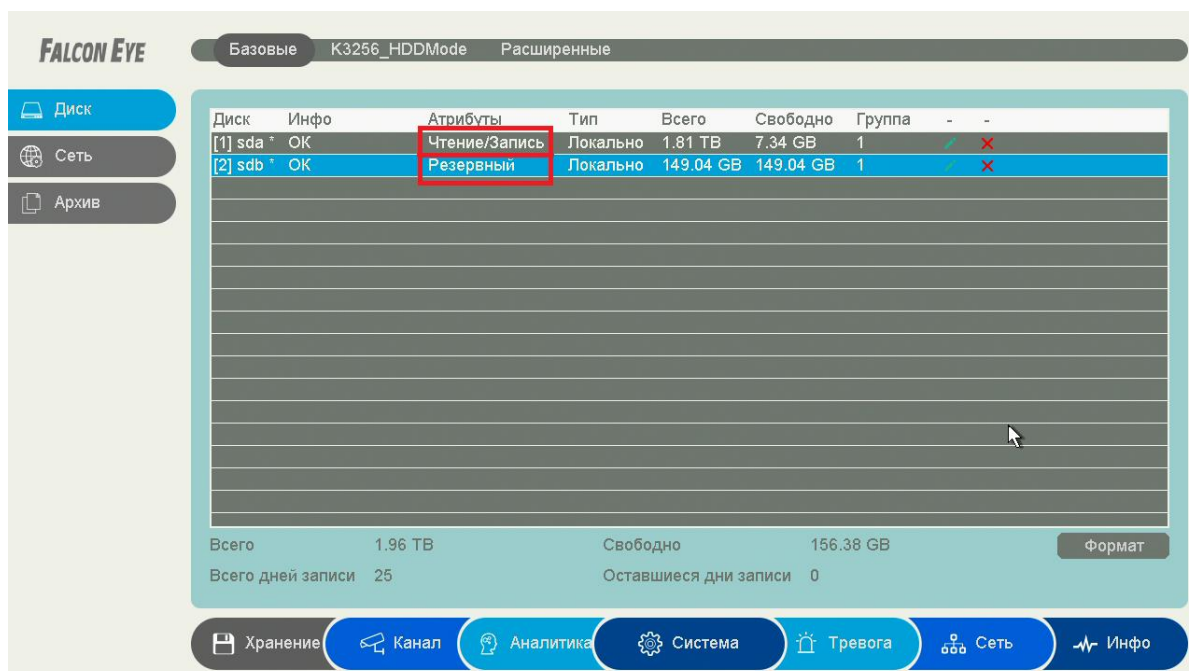 FALCON EYE
Базовые K3256_HDDMode Расширенные
Диск
Сеть
Архив
Диск Инфо Атрибуты Тип Всего Свободно Группа - -
[1] sda * ОК Чтение/Запись Локально 1.81 TB 7.34 GB 1
[2] sdb * ОК Резервный Локально 149.04 GB 149.04 GB 1
Всего 1.96 TB Свободно 156.38 GB Формат
Всего дней записи 25 Оставшиеся дни записи 0
Хранение Канал Аналитика Система Тревога Сеть Инфо